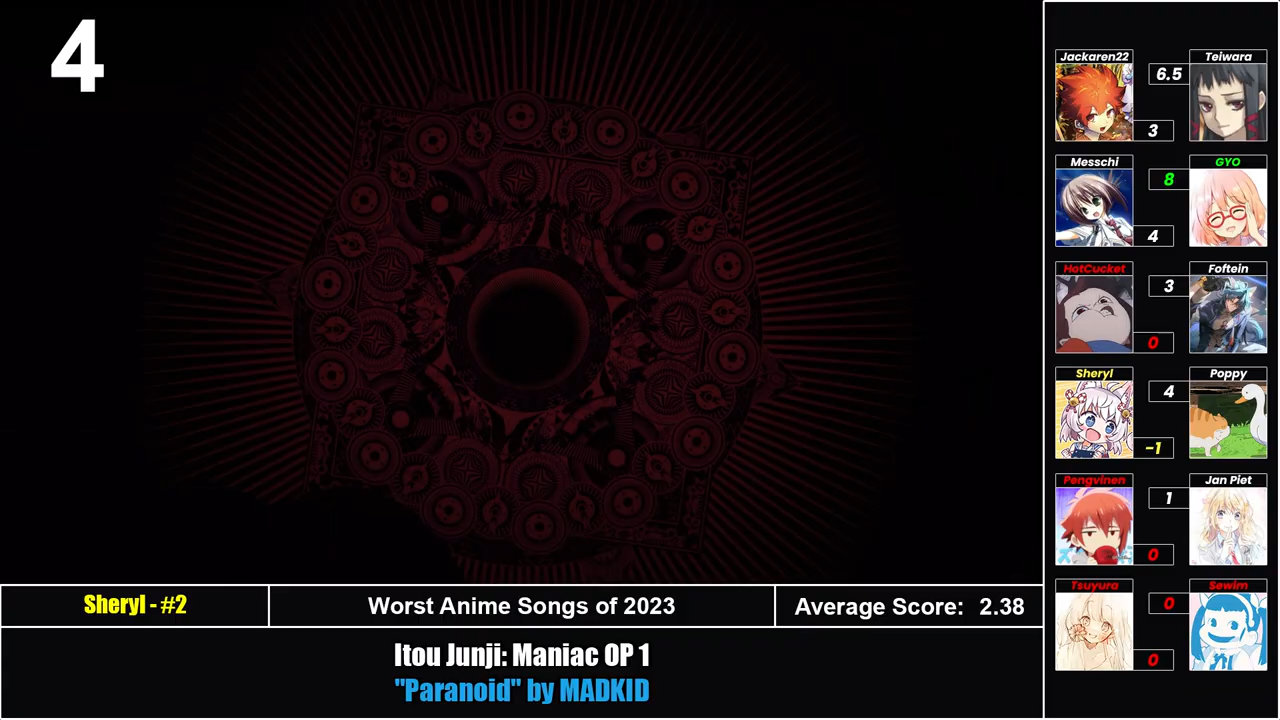 4
Jackaren22
6.5
Teiwara
3
Messchi
8
GYO
4
HotCucket
3
Foftein
0
Sheryl
4
Poppy
-1
Pengvinen
1
Jan Piet
0
Tsuyura
0
Sewim
0
Sheryl - #2
Worst Anime Songs of 2023
Average Score: 2.38
Itou Junji: Maniac OP 1
"Paranoid" by MADKID